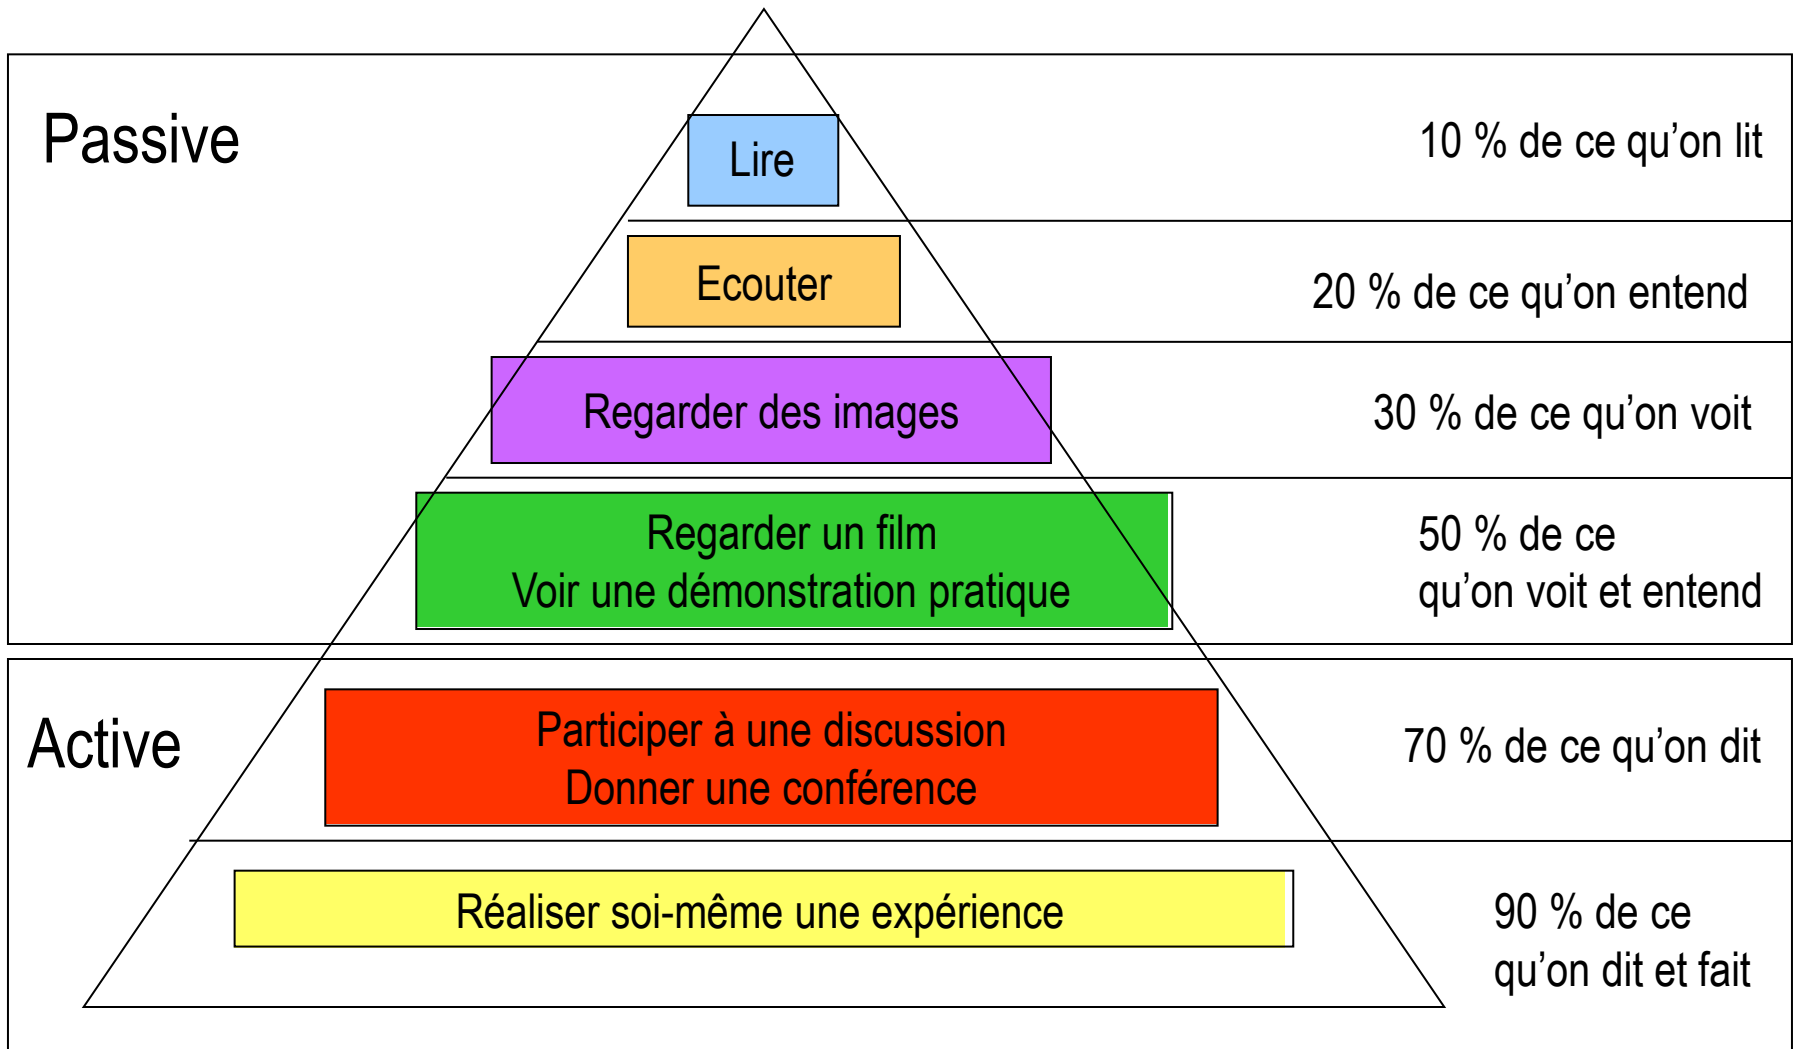 Passive
Lire
10 % de ce qu’on lit
Ecouter
20 % de ce qu’on entend
Regarder des images
30 % de ce qu’on voit
Regarder un film
Voir une démonstration pratique
50 % de ce
qu’on voit et entend
Active
Participer à une discussion
Donner une conférence
70 % de ce qu’on dit
Réaliser soi-même une expérience
90 % de ce
qu’on dit et fait